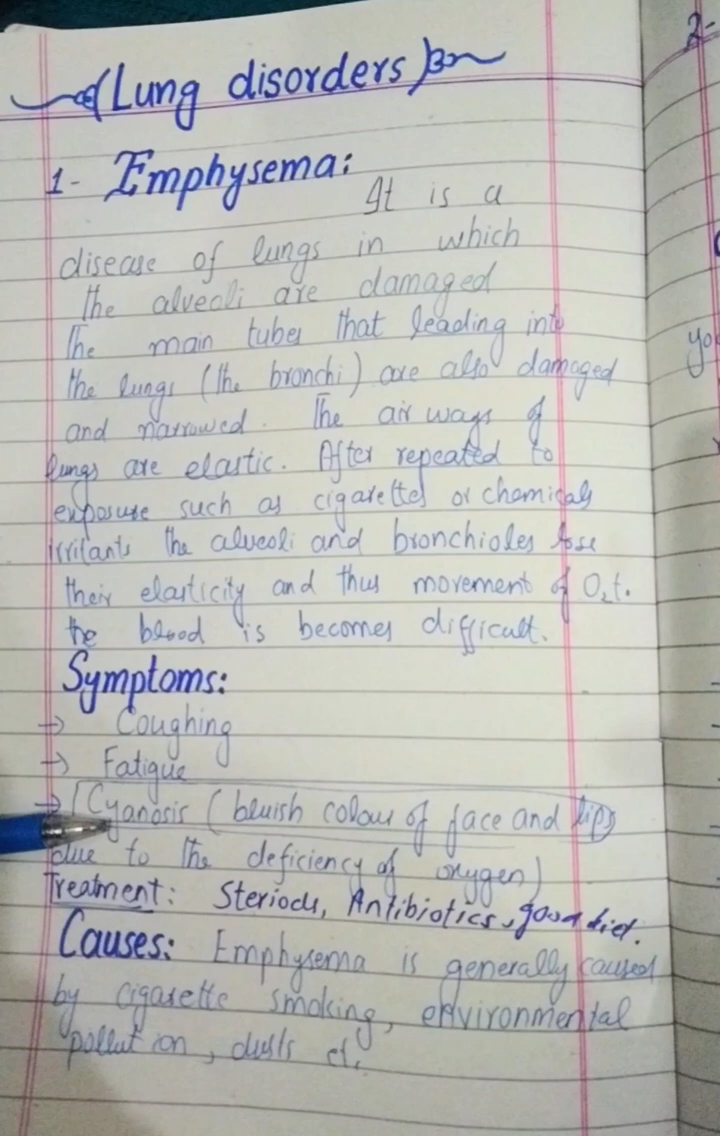 (Lung disorders)
1- Emphysema:
It is a
disease of lungs in which
the alveoli are damaged
The main tubes that leading into
the lungs (the bronchi) are also damaged
and narrowed. The air ways of
lungs are elastic. After repeated to
exposure such as cigarettes or chemicals
irritants the alveoli and bronchioles lose
their elasticity and thus movement of O₂ t.
the blood is becomes difficult.
Symptoms:
→ Coughing
→ Fatigue
→ Cyanosis (bluish colour of face and lips
due to the deficiency of oxygen)
Treatment: Steriods, Antibiotics, good diet.
Causes: Emphysema is generally caused
by cigarette smoking, environmental
pollution, dusts et.
2-
yo